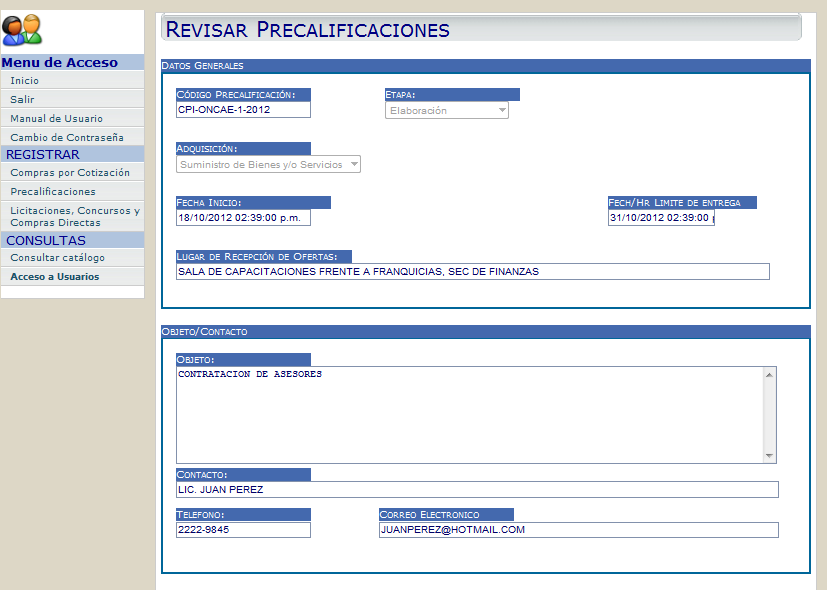 Menu de Acceso
Inicio
Salir
Manual de Usuario
Cambio de Contraseña
REGISTRAR
Compras por Cotización
Precalificaciones
Licitaciones, Concursos y
Compras Directas
CONSULTAS
Consultar catálogo
Acceso a Usuarios
REVISAR PRECALIFICACIONES
DATOS GENERALES
CÓDIGO PRECALIFICACIÓN: ETAPA:
CPI-ONCAE-1-2012 Elaboración
ADQUISICIÓN:
Suministro de Bienes y/o Servicios
FECHA INICIO: FECH/HR LIMITE DE ENTREGA
18/10/2012 02:39:00 p.m. 31/10/2012 02:39:00
LUGAR DE RECEPCIÓN DE OFERTAS:
SALA DE CAPACITACIONES FRENTE A FRANQUICIAS, SEC DE FINANZAS
OBJETO/CONTACTO
OBJETO:
CONTRATACION DE ASESORES
CONTACTO:
LIC. JUAN PEREZ
TELEFONO: CORREO ELECTRONICO
2222-9845 JUANPEREZ@HOTMAIL.COM